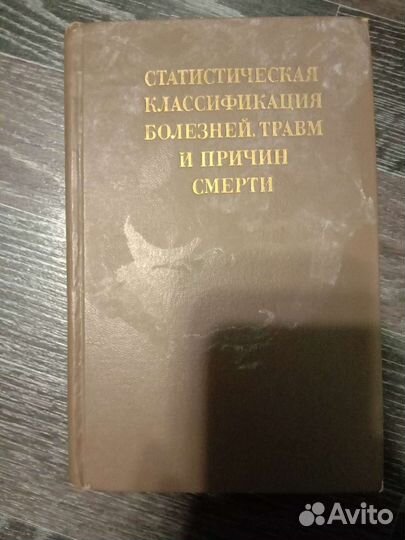 СТАТИСТИЧЕСКАЯ
КЛАССИФИКАЦИЯ
БОЛЕЗНЕЙ, ТРАВМ
И ПРИЧИН
СМЕРТИ
Avito